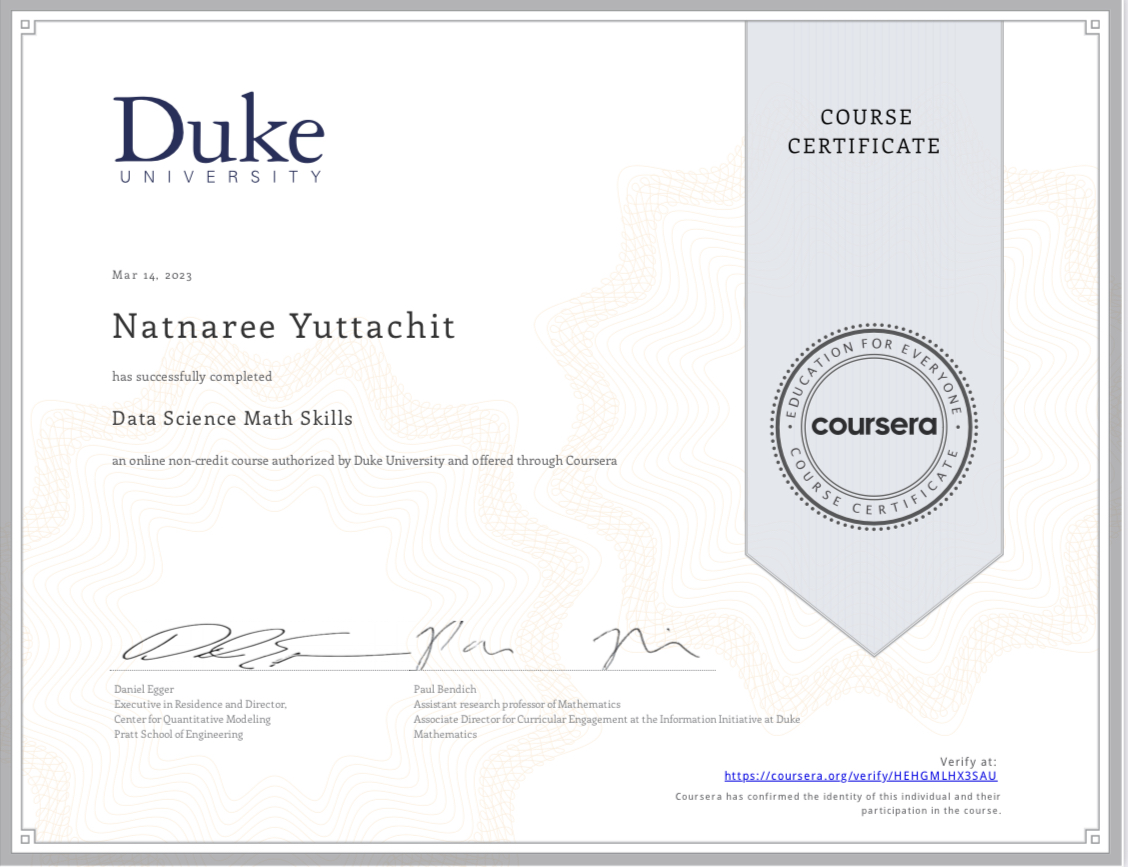 Duke
UNIVERSITY
COURSE
CERTIFICATE
Mar 14, 2023
Natnaree Yuttachit
has successfully completed
Data Science Math Skills
an online non-credit course authorized by Duke University and offered through Coursera
EDUCATION FOR EVERYONE
coursera
COURSE CERTIFICATE
Daniel Egger
Executive in Residence and Director,
Center for Quantitative Modeling
Pratt School of Engineering
Paul Bendich
Assistant research professor of Mathematics
Associate Director for Curricular Engagement at the Information Initiative at Duke
Mathematics
Verify at:
https://coursera.org/verify/HEHGMLHX3SAU
Coursera has confirmed the identity of this individual and their
participation in the course.